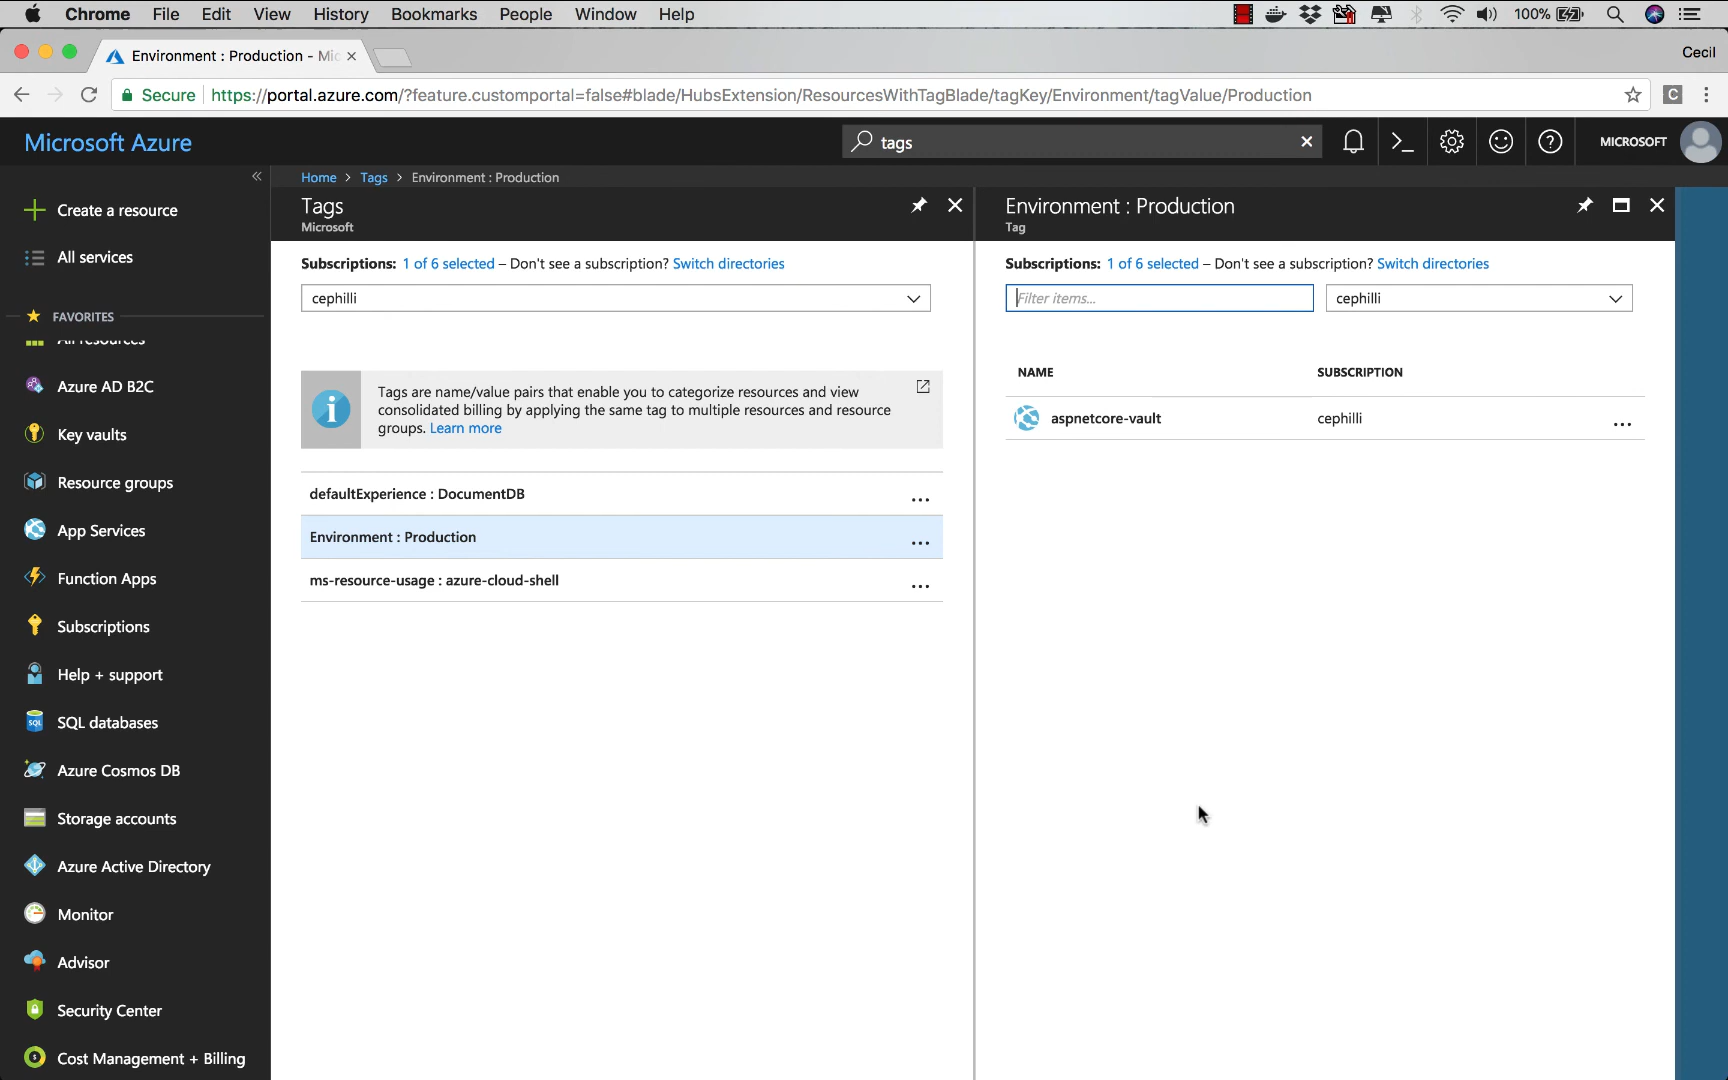 Chrome File Edit View History Bookmarks People Window Help 100%
Environment : Production - Mic Cecil
Secure https://portal.azure.com/?feature.customportal=false#blade/HubsExtension/ResourcesWithTagBlade/tagKey/Environment/tagValue/Production C
Microsoft Azure tags MICROSOFT
Home > Tags > Environment : Production
Create a resource
All services
FAVORITES
All resources
Azure AD B2C
Key vaults
Resource groups
App Services
Function Apps
Subscriptions
Help + support
SQL databases
Azure Cosmos DB
Storage accounts
Azure Active Directory
Monitor
Advisor
Security Center
Cost Management + Billing
Tags
Microsoft
Subscriptions: 1 of 6 selected – Don't see a subscription? Switch directories
cephilli
Tags are name/value pairs that enable you to categorize resources and view
consolidated billing by applying the same tag to multiple resources and resource
groups. Learn more
defaultExperience : DocumentDB ...
Environment : Production ...
ms-resource-usage : azure-cloud-shell ...
Environment : Production
Tag
Subscriptions: 1 of 6 selected – Don't see a subscription? Switch directories
Filter items... cephilli
NAME SUBSCRIPTION
aspnetcore-vault cephilli ...